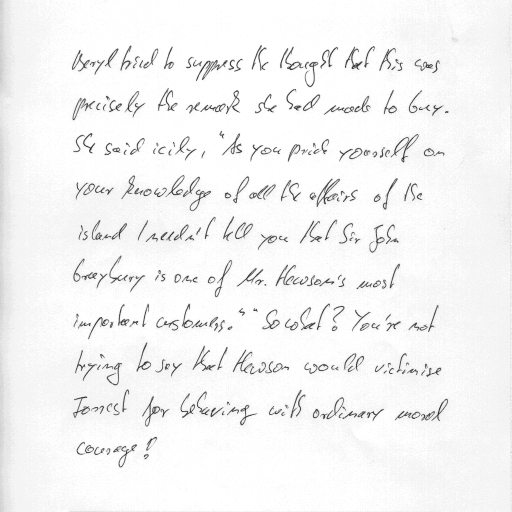 Beryl tried to suppress the thought that this was
precisely the remark she had made to Guy.
She said icily, "As you pride yourself on
your knowledge of all the affairs of the
island I needn't tell you that Sir John
Graybury is one of Mr. Hewson's most
important customers." "So what? You're not
trying to say that Hewson would victimise
Forrest for behaving with ordinary moral
courage?